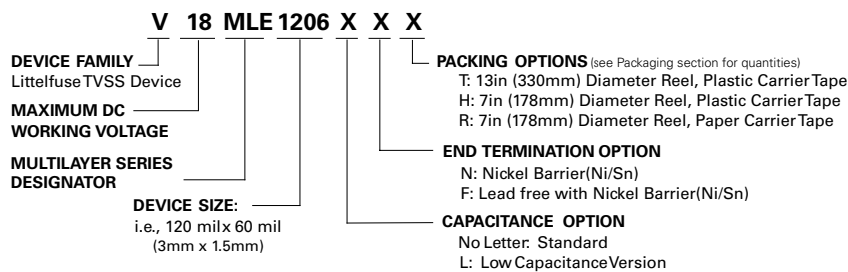 V 18 MLE 1206 X X X
DEVICE FAMILY
Littelfuse TVSS Device
MAXIMUM DC
WORKING VOLTAGE
MULTILAYER SERIES
DESIGNATOR
DEVICE SIZE:
i.e., 120 mil x 60 mil
(3mm x 1.5mm)
PACKING OPTIONS (see Packaging section for quantities)
T: 13in (330mm) Diameter Reel, Plastic Carrier Tape
H: 7in (178mm) Diameter Reel, Plastic Carrier Tape
R: 7in (178mm) Diameter Reel, Paper Carrier Tape
END TERMINATION OPTION
N: Nickel Barrier(Ni/Sn)
F: Lead free with Nickel Barrier(Ni/Sn)
CAPACITANCE OPTION
No Letter: Standard
L: Low Capacitance Version